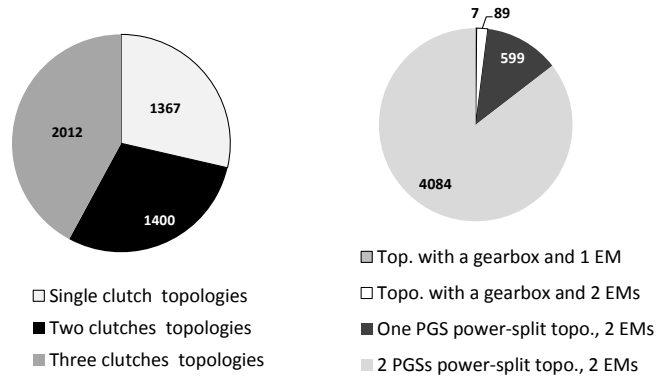 7 89
599
1367
2012
4084
1400
Single clutch topologies
Two clutches topologies
Three clutches topologies
Top. with a gearbox and 1 EM
Topo. with a gearbox and 2 EMs
One PGS power-split topo., 2 EMs
2 PGSs power-split topo., 2 EMs